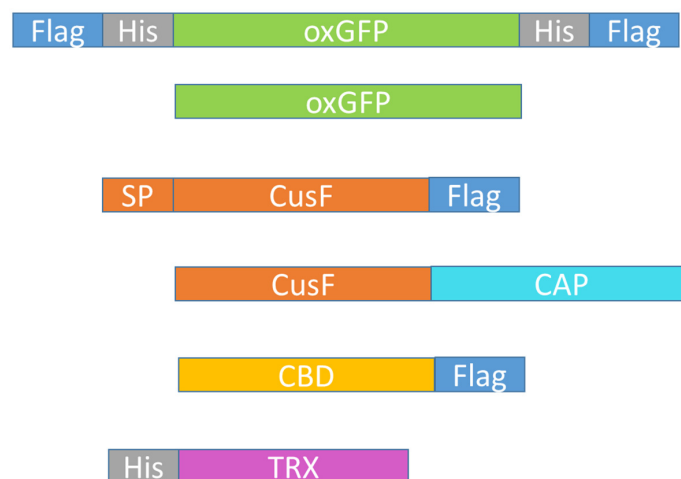 Flag His oxGFP His Flag
oxGFP
SP CusF Flag
CusF CAP
CBD Flag
His TRX